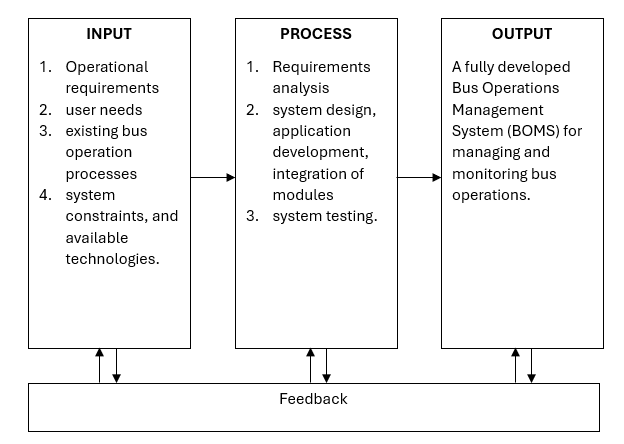 INPUT
1. Operational
requirements
2. user needs
3. existing bus
operation
processes
4. system
constraints, and
available
technologies.
PROCESS
1. Requirements
analysis
2. system design,
application
development,
integration of
modules
3. system testing.
OUTPUT
A fully developed
Bus Operations
Management
System (BOMS) for
managing and
monitoring bus
operations.
Feedback